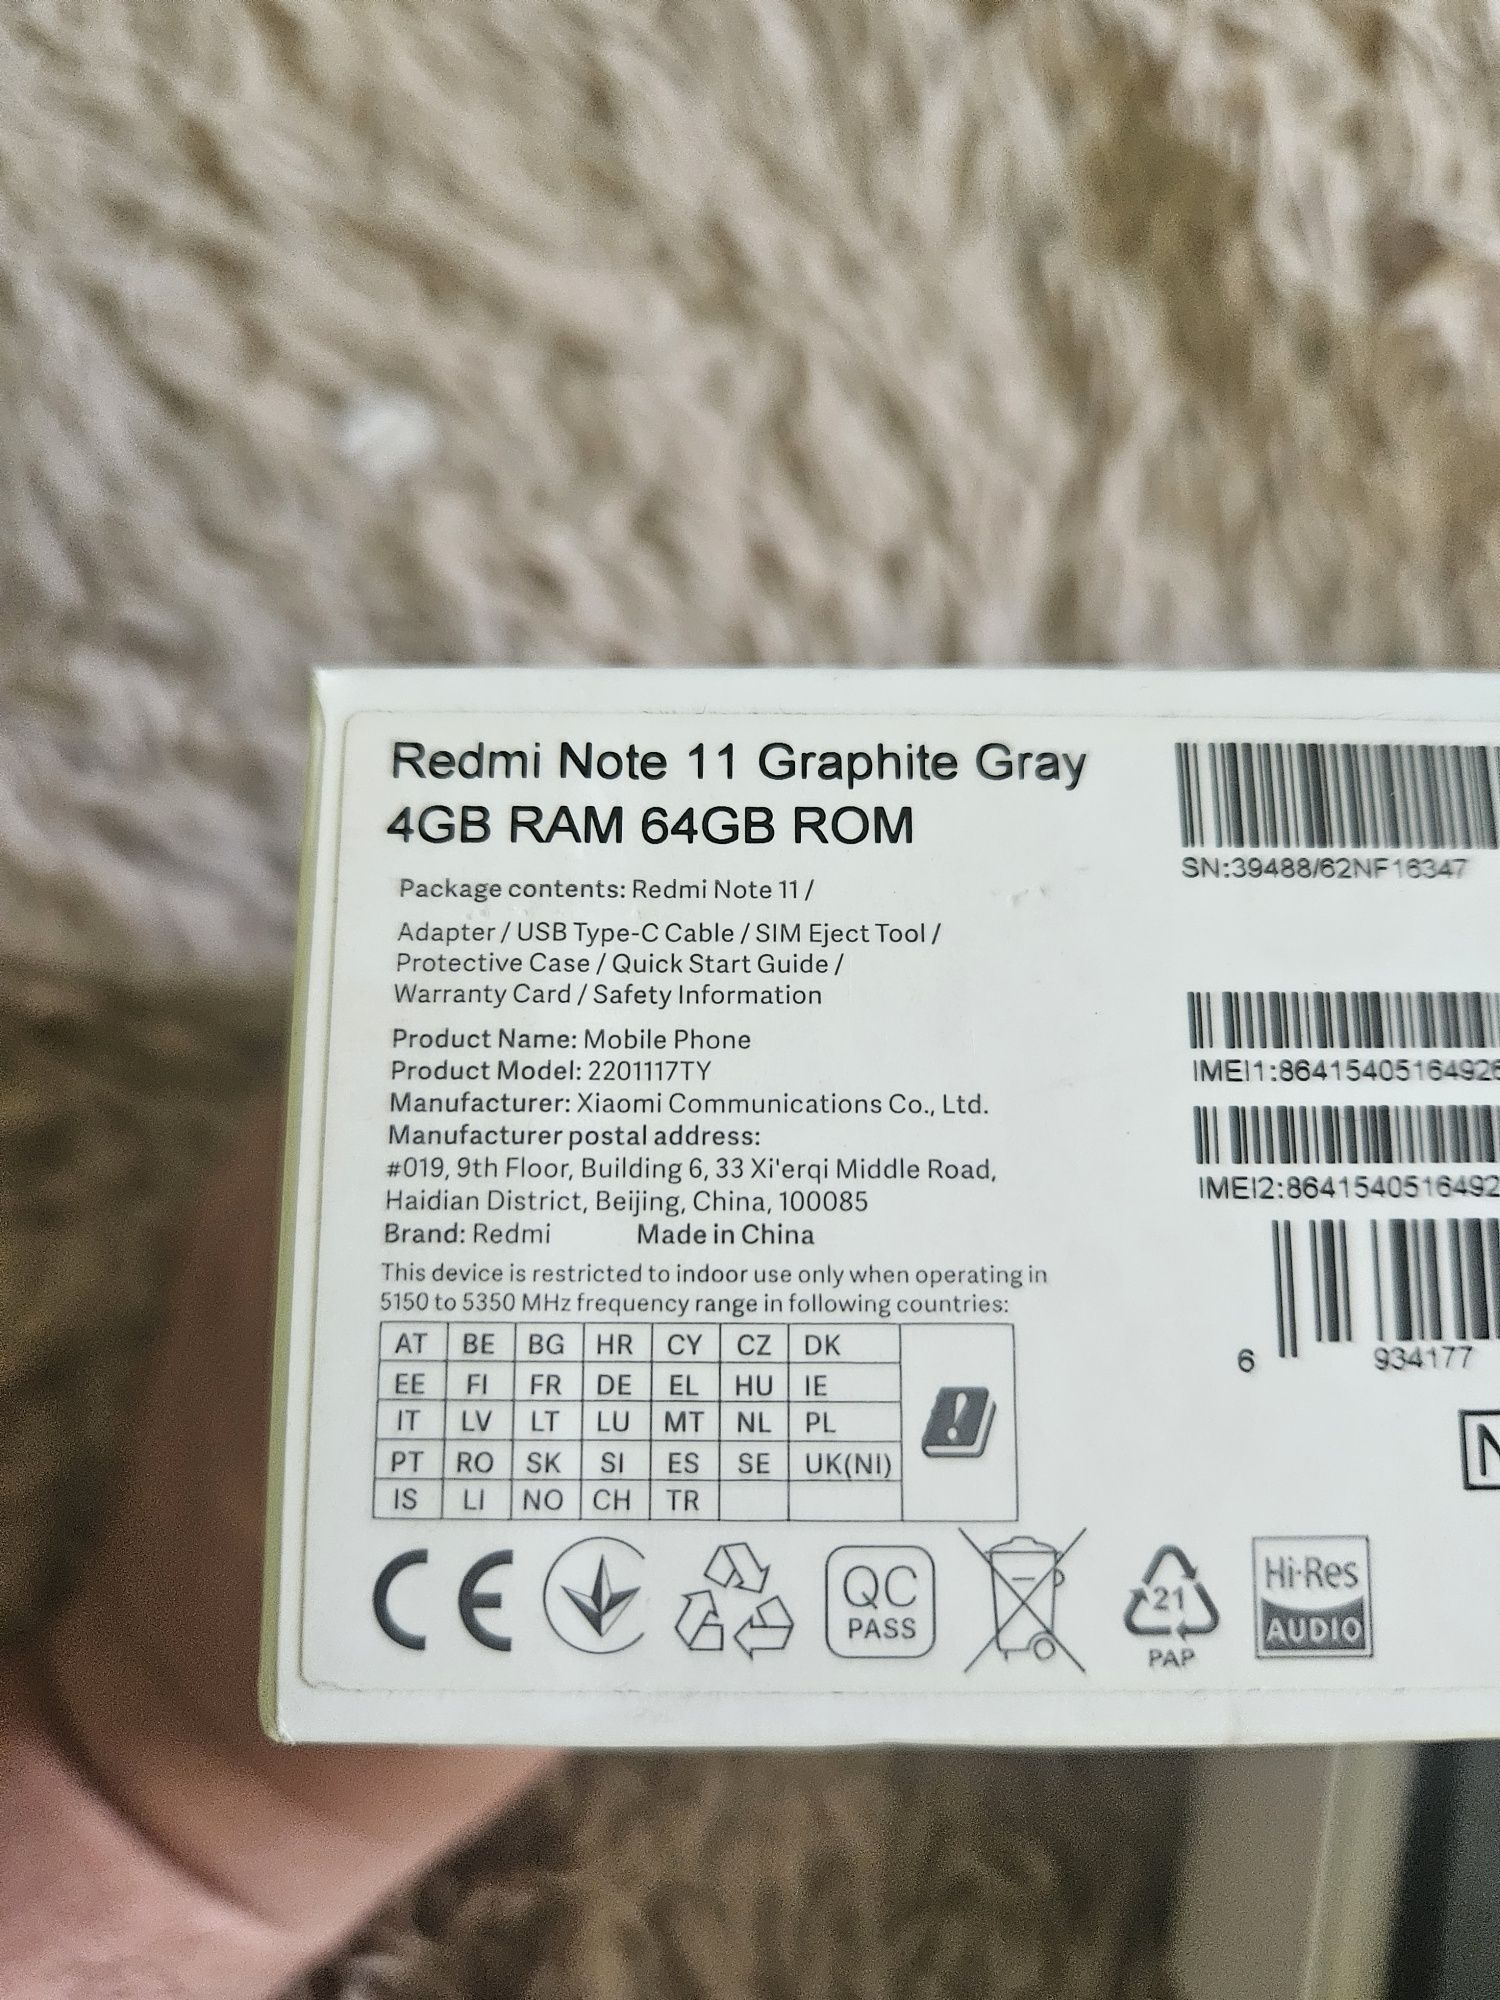 Redmi Note 11 Graphite Gray
4GB RAM 64GB ROM
Package contents: Redmi Note 11 /
Adapter / USB Type-C Cable / SIM Eject Tool /
Protective Case / Quick Start Guide /
Warranty Card / Safety Information
Product Name: Mobile Phone
Product Model: 2201117TY
Manufacturer: Xiaomi Communications Co., Ltd.
Manufacturer postal address:
#019, 9th Floor, Building 6, 33 Xi'erqi Middle Road,
Haidian District, Beijing, China, 100085
Brand: Redmi Made in China
This device is restricted to indoor use only when operating in
5150 to 5350 MHz frequency range in following countries:
AT BE BG HR CY CZ DK
EE FI FR DE EL HU IE
IT LV LT LU MT NL PL
PT RO SK SI ES SE UK(NI)
IS LI NO CH TR
CE
QC
PASS
21
PAP
Hi-Res
AUDIO
SN:39488/62NF16347
IMEI1:86415405164926
IMEI2:8641540516492
6 934177
N